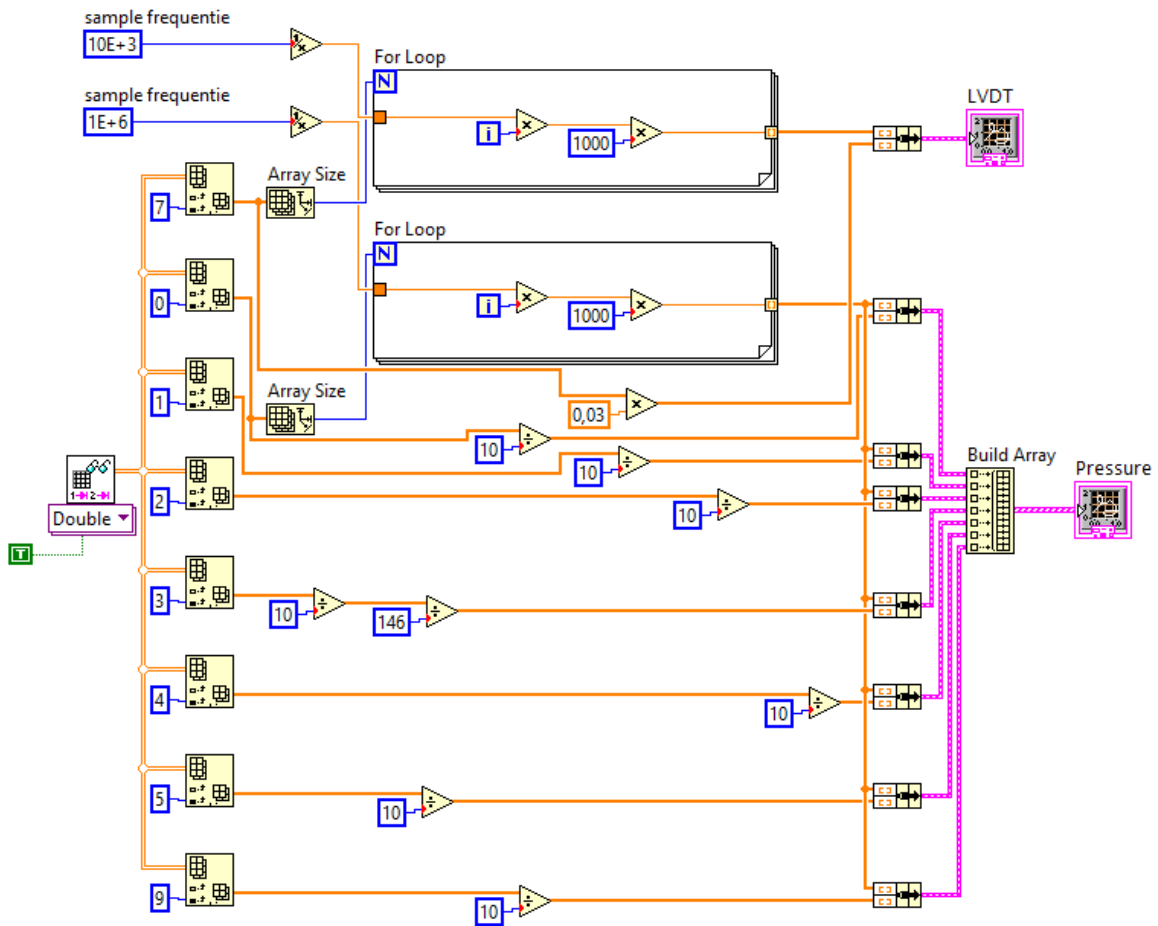 sample frequentie
10E+3
For Loop
N
sample frequentie
1E+6
i
1000
LVDT
7
Array Size
For Loop
N
0
i
1000
1
Array Size
0,03
10
10
Build Array
Pressure
2
10
Double
T
3
10
146
4
10
5
10
9
10